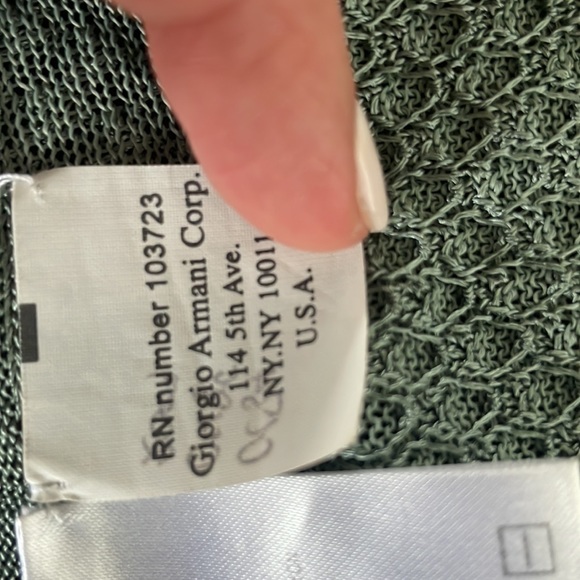 RN number 103723
Giorgio Armani Corp.
114 5th Ave.
NY.NY 10011
U.S.A.